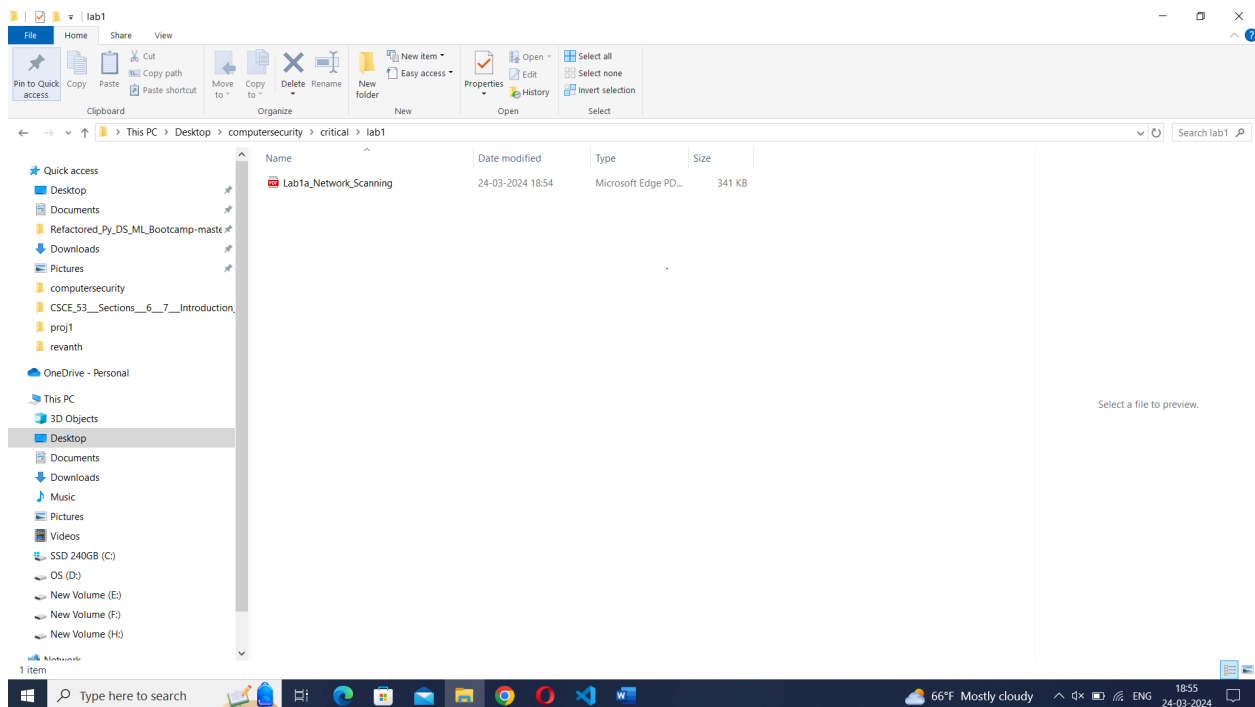 lab1
File Home Share View
Pin to Quick access
Copy
Paste
Cut
Copy path
Paste shortcut
Clipboard
Move to
Copy to
Delete
Rename
Organize
New folder
New item
Easy access
New
Properties
Open
Edit
History
Open
Select all
Select none
Invert selection
Select
> This PC > Desktop > computersecurity > critical > lab1
Search lab1
Name Date modified Type Size
Lab1a_Network_Scanning 24-03-2024 18:54 Microsoft Edge PD... 341 KB
Quick access
Desktop
Documents
Refactored_Py_DS_ML_Bootcamp-maste
Downloads
Pictures
computersecurity
CSCE_53__Sections__6__7__Introduction_
proj1
revanth
OneDrive - Personal
This PC
3D Objects
Desktop
Documents
Downloads
Music
Pictures
Videos
SSD 240GB (C:)
OS (D:)
New Volume (E:)
New Volume (F:)
New Volume (H:)
Network
Select a file to preview.
1 item
Type here to search
66°F Mostly cloudy
ENG
18:55
24-03-2024